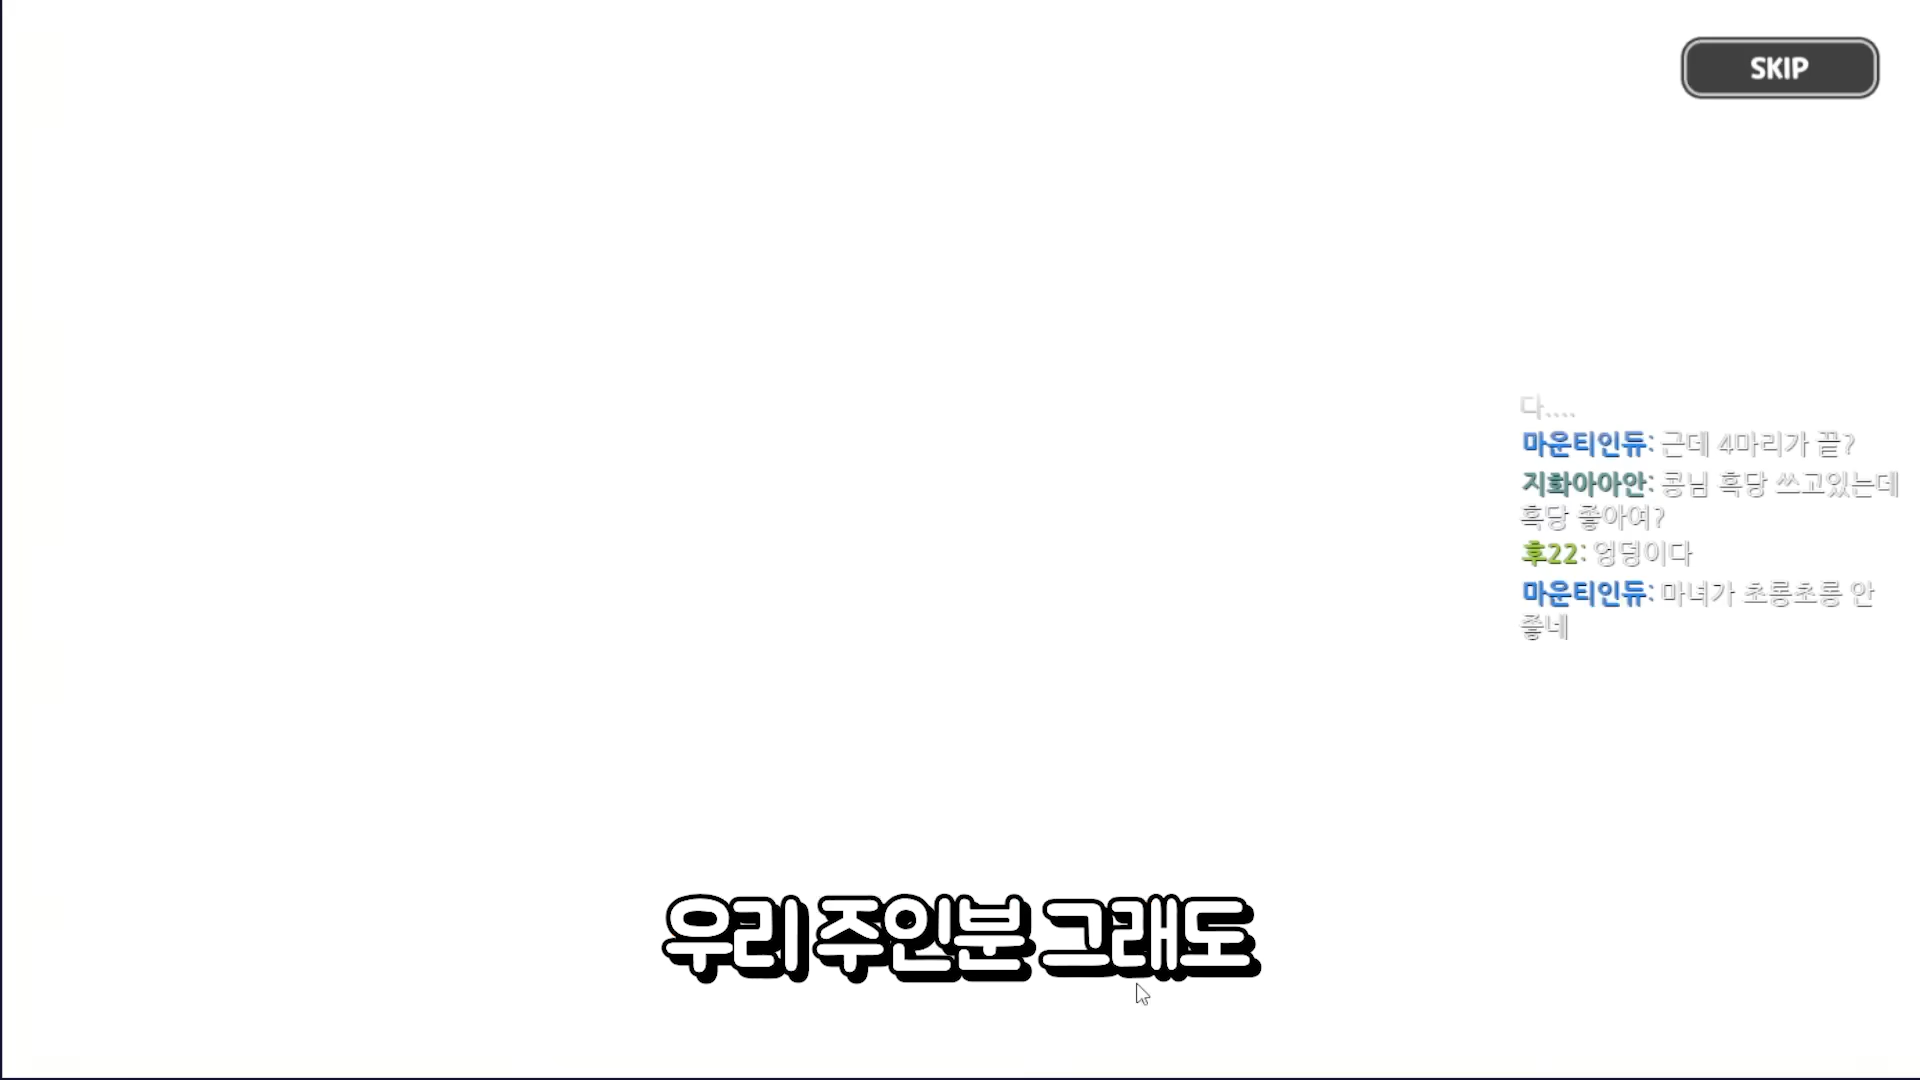 SKIP
다....
마운티인듀: 근데 4마리가 끝?
지화아아안: 콩님 흑당 쓰고있는데
흑당 좋아여?
후22: 엉덩이다
마운티인듀: 마녀가 초롱초롱 안
좋네
우리 주인분 그래도